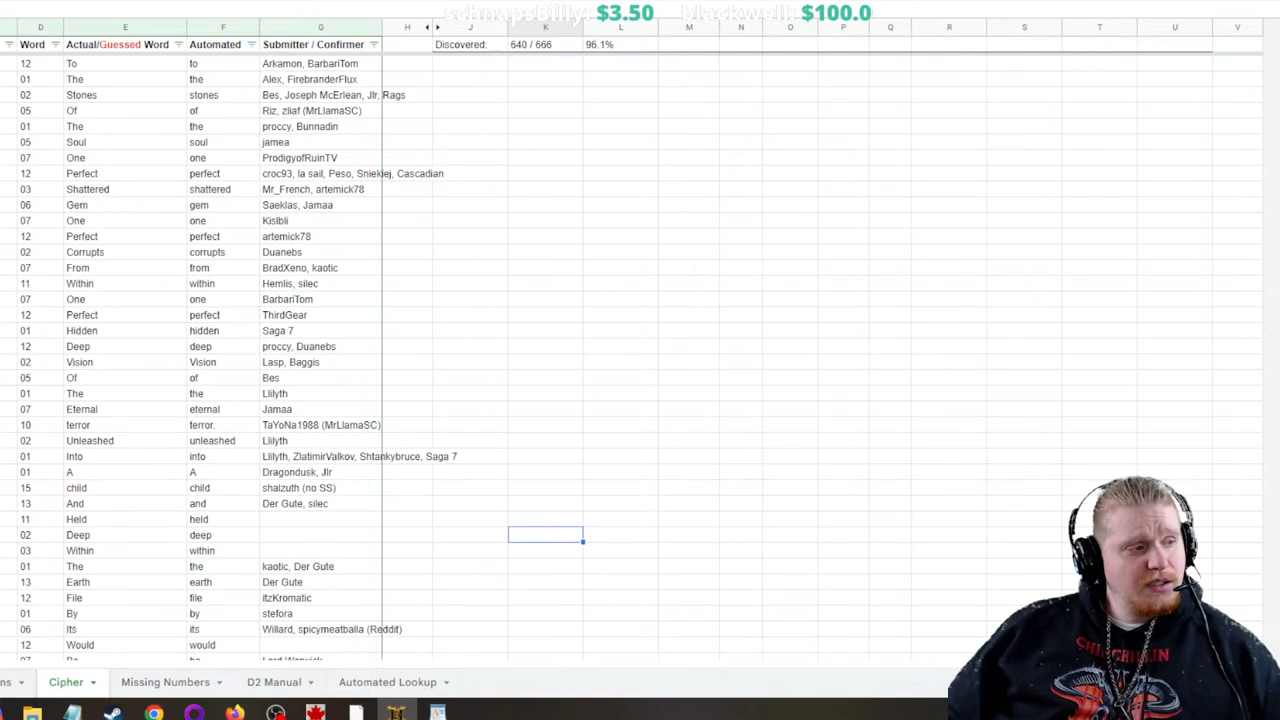 schnapsBilly: $3.50 blackwell: $100.0
D E F G H J K L M N O P Q R S T U V
Word Actual/Guessed Word Automated Submitter / Confirmer Discovered: 640 / 666 96.1%
12 To to Arkamon, BarbariTom
01 The the Alex, FirebranderFlux
02 Stones stones Bes, Joseph McErlean, Jlr, Rags
05 Of of Riz, zliaf (MrLlamaSC)
01 The the proccy, Bunnadin
05 Soul soul jamea
07 One one ProdigyofRuinTV
12 Perfect perfect croc93, la sail, Peso, Sniekiej, Cascadian
03 Shattered shattered Mr_French, artemick78
06 Gem gem Saeklas, Jamaa
07 One one Kislbli
12 Perfect perfect artemick78
02 Corrupts corrupts Duanebs
07 From from BradXeno, kaotic
11 Within within Hemlis, silec
07 One one BarbariTom
12 Perfect perfect ThirdGear
01 Hidden hidden Saga 7
12 Deep deep proccy, Duanebs
02 Vision Vision Lasp, Baggis
05 Of of Bes
01 The the Llilyth
07 Eternal eternal Jamaa
10 terror terror. TaYoNa1988 (MrLlamaSC)
02 Unleashed unleashed Llilyth
01 Into into Llilyth, ZlatimirValkov, Shtankybruce, Saga 7
01 A A Dragondusk, Jlr
15 child child shalzuth (no SS)
13 And and Der Gute, silec
11 Held held
02 Deep deep
03 Within within
01 The the kaotic, Der Gute
13 Earth earth Der Gute
12 File file itzKromatic
01 By by stefora
06 Its its Willard, spicymeatballa (Reddit)
12 Would would
07 Be be Lord Warwick
ns Cipher Missing Numbers D2 Manual Automated Lookup